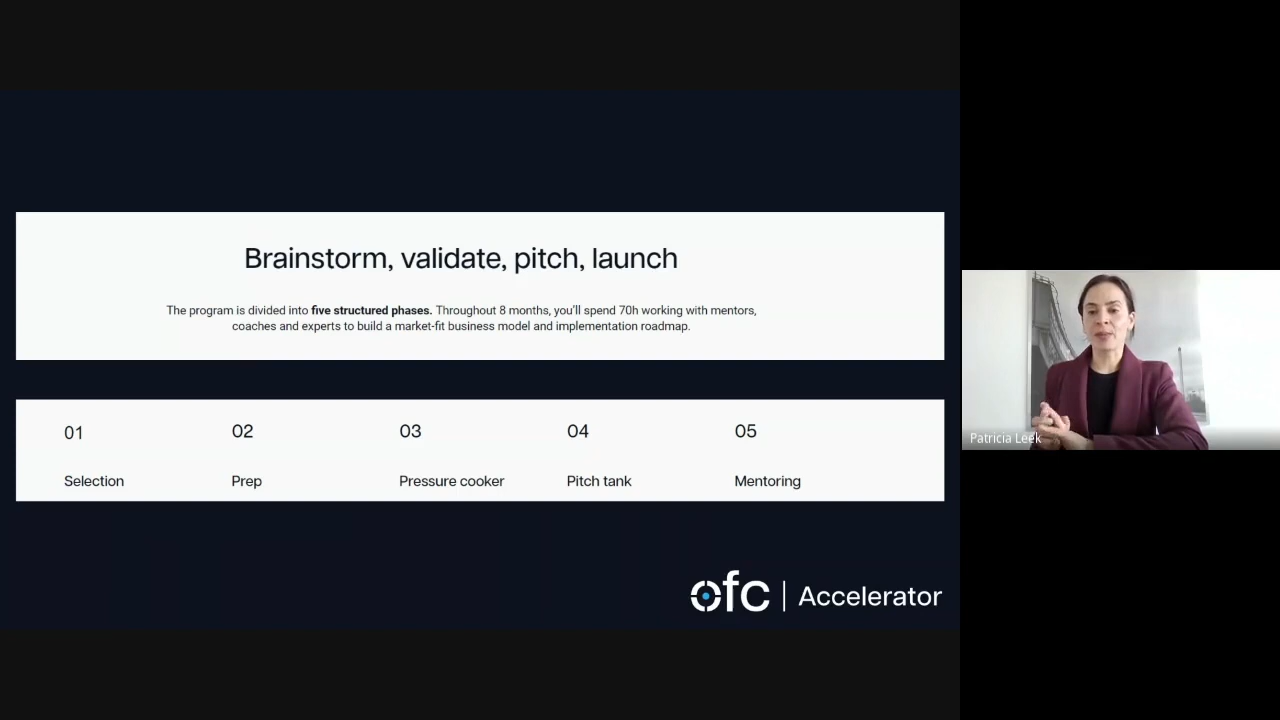 Brainstorm, validate, pitch, launch
The program is divided into five structured phases. Throughout 8 months, you'll spend 70h working with mentors,
coaches and experts to build a market-fit business model and implementation roadmap.
01
02
03
04
05
Selection
Prep
Pressure cooker
Pitch tank
Mentoring
ofc | Accelerator
Patricia Leek